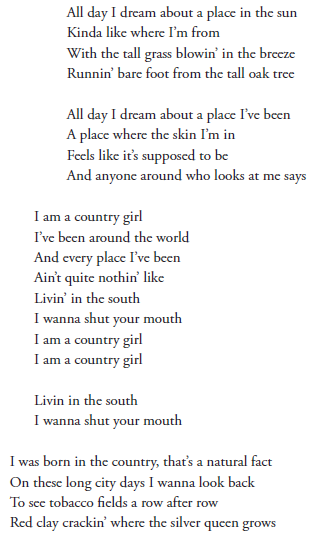 All day I dream about a place in the sun
Kinda like where I'm from
With the tall grass blowin' in the breeze
Runnin' bare foot from the tall oak tree
All day I dream about a place I've been
A place where the skin I'm in
Feels like it's supposed to be
And anyone around who looks at me says
I am a country girl
I've been around the world
And every place I've been
Ain't quite nothin' like
Livin' in the south
I wanna shut your mouth
I am a country girl
I am a country girl
Livin in the south
I wanna shut your mouth
I was born in the country, that's a natural fact
On these long city days I wanna look back
To see tobacco fields a row after row
Red clay crackin' where the silver queen grows